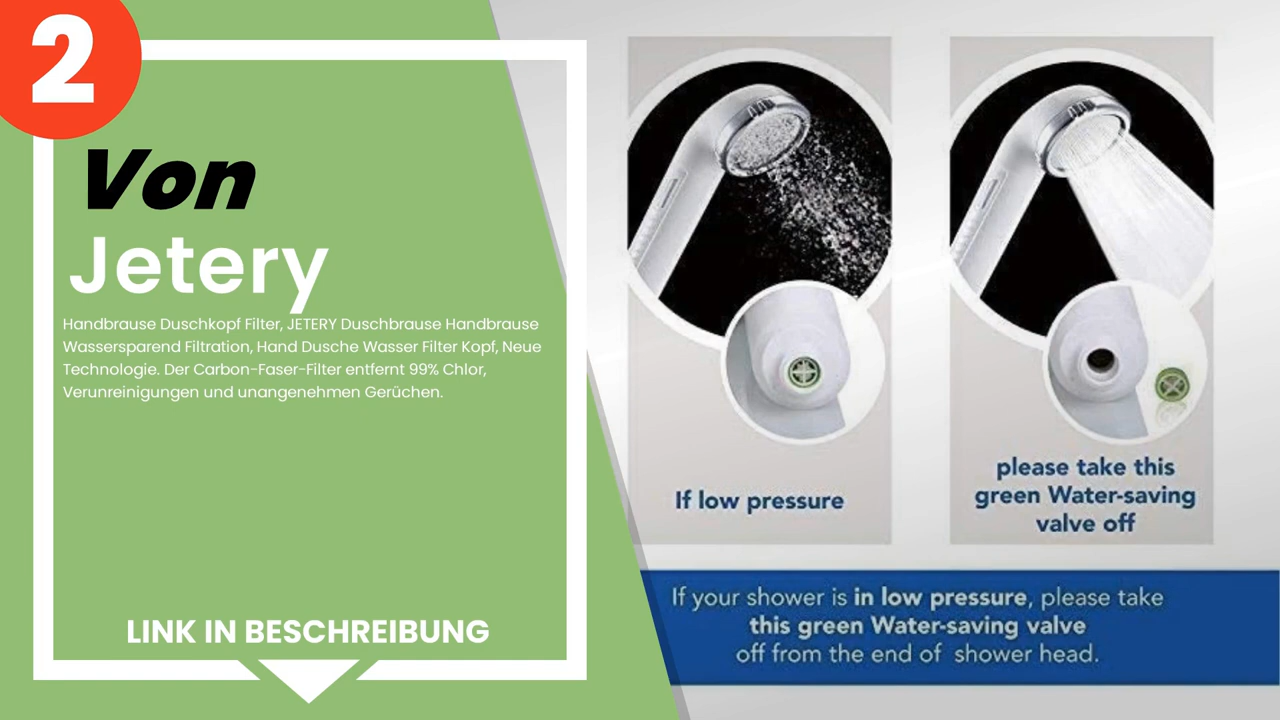 2
Von
Jetery
Handbrause Duschkopf Filter, JETERY Duschbrause Handbrause
Wassersparend Filtration, Hand Dusche Wasser Filter Kopf, Neue
Technologie. Der Carbon-Faser-Filter entfernt 99% Chlor,
Verunreinigungen und unangenehmen Gerüchen.
LINK IN BESCHREIBUNG
If low pressure
please take this
green Water-saving
valve off
If your shower is in low pressure, please take
this green Water-saving valve
off from the end of shower head.